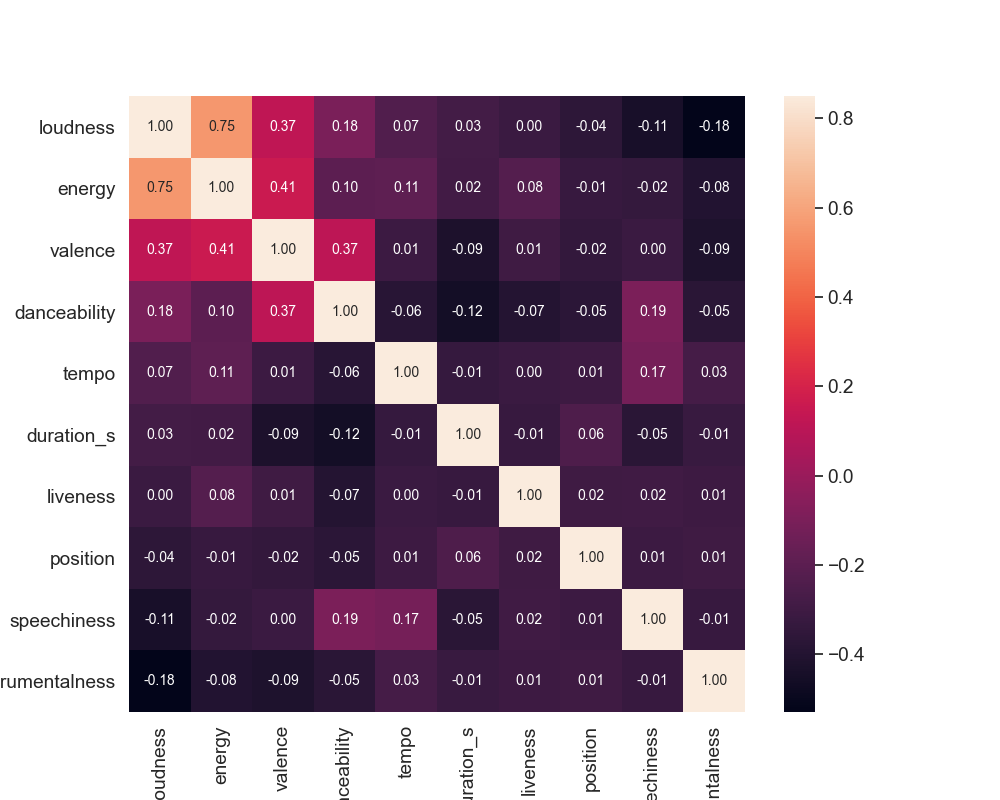 loudness 1.00 0.75 0.37 0.18 0.07 0.03 0.00 -0.04 -0.11 -0.18
energy 0.75 1.00 0.41 0.10 0.11 0.02 0.08 -0.01 -0.02 -0.08
valence 0.37 0.41 1.00 0.37 0.01 -0.09 0.01 -0.02 0.00 -0.09
danceability 0.18 0.10 0.37 1.00 -0.06 -0.12 -0.07 -0.05 0.19 -0.05
tempo 0.07 0.11 0.01 -0.06 1.00 -0.01 0.00 0.01 0.17 0.03
duration_s 0.03 0.02 -0.09 -0.12 -0.01 1.00 -0.01 0.06 -0.05 -0.01
liveness 0.00 0.08 0.01 -0.07 0.00 -0.01 1.00 0.02 0.02 0.01
position -0.04 -0.01 -0.02 -0.05 0.01 0.06 0.02 1.00 0.01 0.01
speechiness -0.11 -0.02 0.00 0.19 0.17 -0.05 0.02 0.01 1.00 -0.01
rumentalness -0.18 -0.08 -0.09 -0.05 0.03 -0.01 0.01 0.01 -0.01 1.00
oudness
energy
valence
nceability
tempo
uration_s
liveness
position
echiness
ntalness
0.8
0.6
0.4
0.2
0.0
−0.2
−0.4